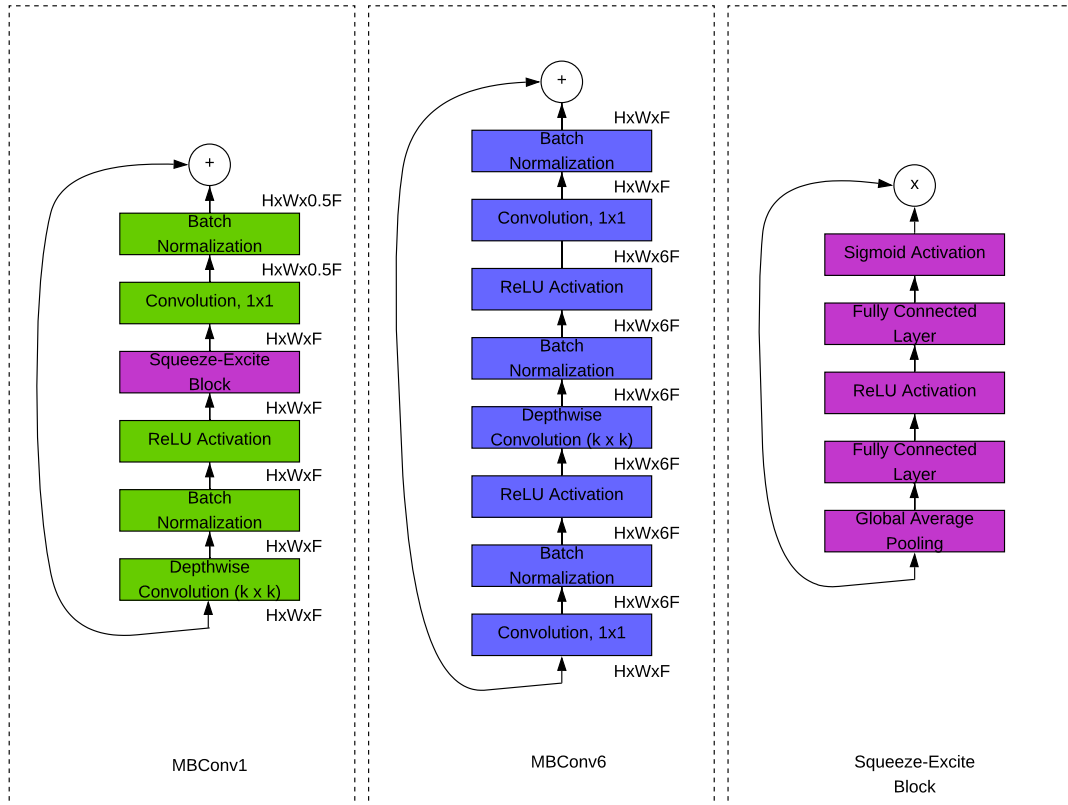 +
HxWx0.5F
Batch
Normalization
HxWx0.5F
Convolution, 1x1
HxWxF
Squeeze-Excite
Block
HxWxF
ReLU Activation
HxWxF
Batch
Normalization
HxWxF
Depthwise
Convolution (k x k)
HxWxF
MBConv1
+
HxWxF
Batch
Normalization
HxWxF
Convolution, 1x1
HxWx6F
ReLU Activation
HxWx6F
Batch
Normalization
HxWx6F
Depthwise
Convolution (k x k)
HxWx6F
ReLU Activation
HxWx6F
Batch
Normalization
HxWx6F
Convolution, 1x1
HxWxF
MBConv6
x
Sigmoid Activation
Fully Connected
Layer
ReLU Activation
Fully Connected
Layer
Global Average
Pooling
Squeeze-Excite
Block